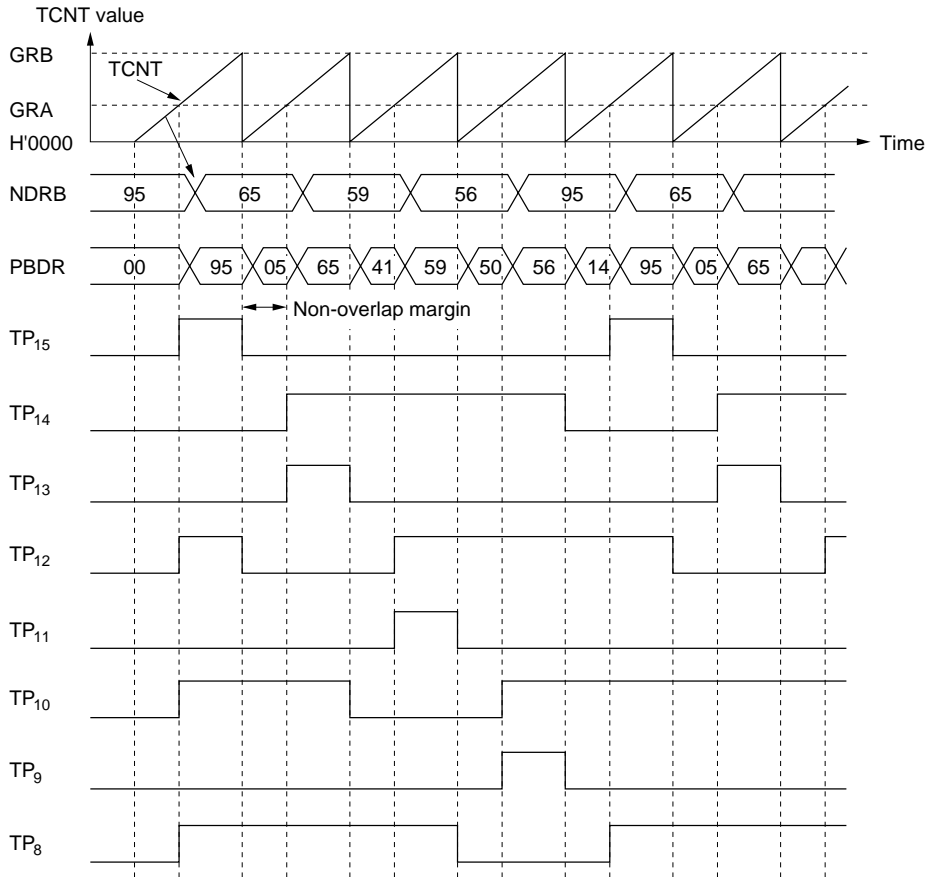 TCNT value
GRB
TCNT
GRA
H'0000
Time
NDRB 95 65 59 56 95 65
PBDR 00 95 05 65 41 59 50 56 14 95 05 65
Non-overlap margin
TP15
TP14
TP13
TP12
TP11
TP10
TP9
TP8